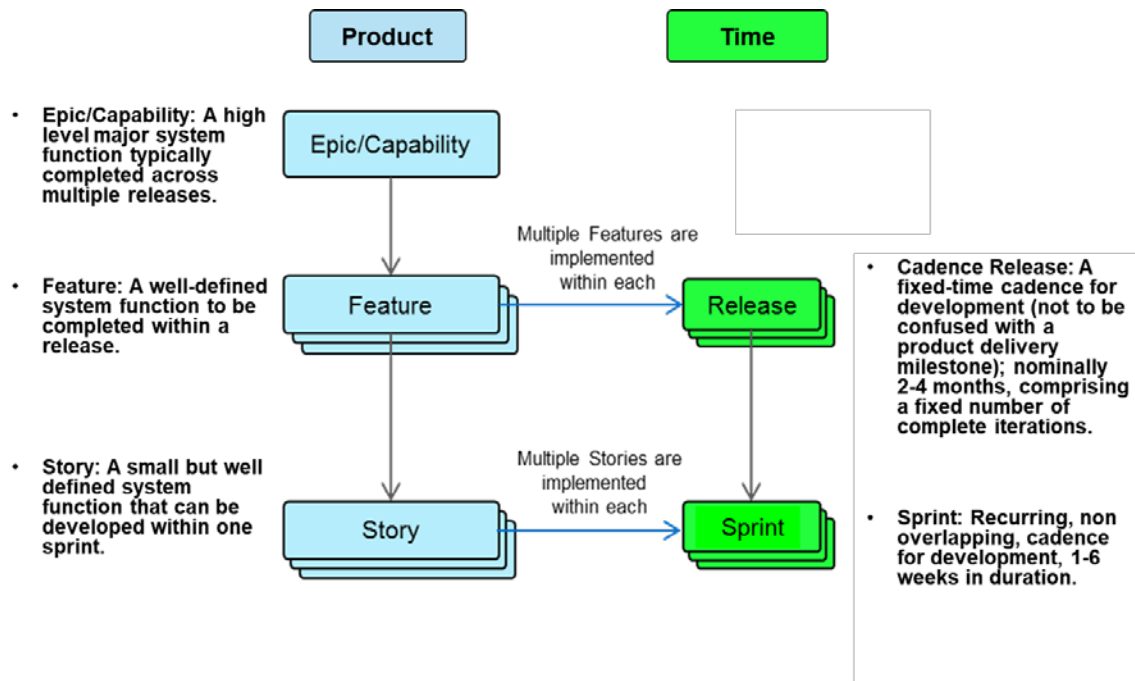 Product
Time
• Epic/Capability: A high
level major system
function typically
completed across
multiple releases.
Epic/Capability
Multiple Features are
implemented
within each
• Feature: A well-defined
system function to be
completed within a
release.
Feature
Release
• Cadence Release: A
fixed-time cadence for
development (not to be
confused with a
product delivery
milestone); nominally
2-4 months, comprising
a fixed number of
complete iterations.
• Story: A small but well
defined system
function that can be
developed within one
sprint.
Multiple Stories are
implemented
within each
Story
Sprint
• Sprint: Recurring, non
overlapping, cadence
for development, 1-6
weeks in duration.